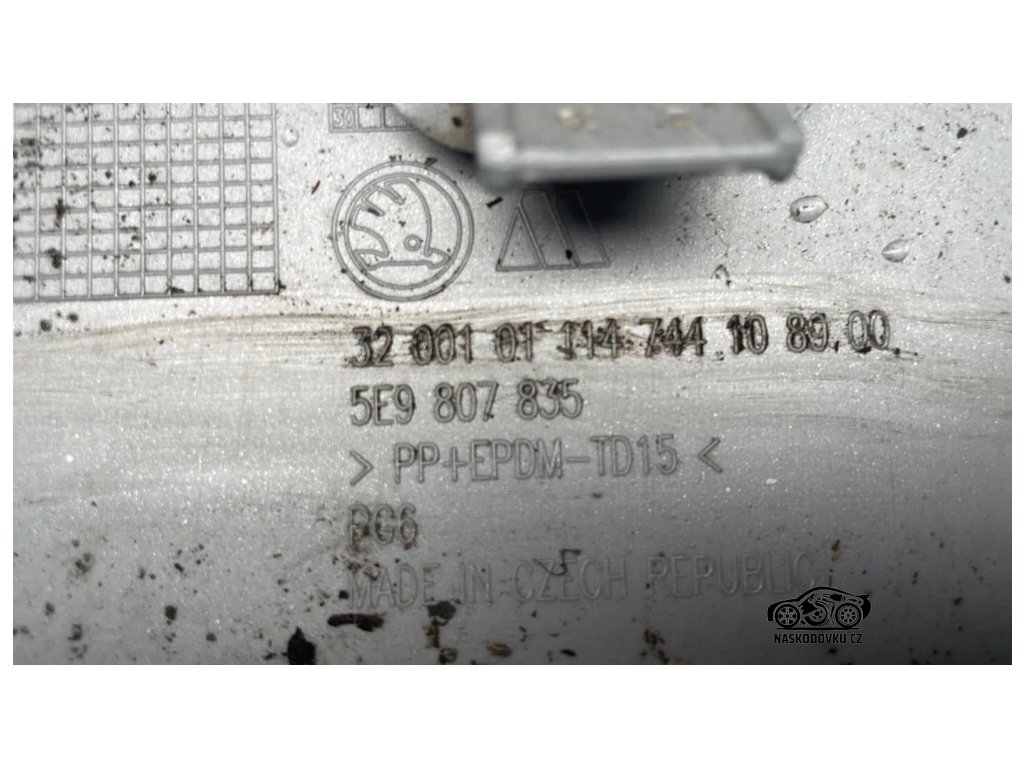 32 001 01 114 744 10 89.00
5E9 807 835
> PP+EPDM-TD15 <
PG6
MADE IN CZECH REPUBLIC
NASKODOVKU.CZ